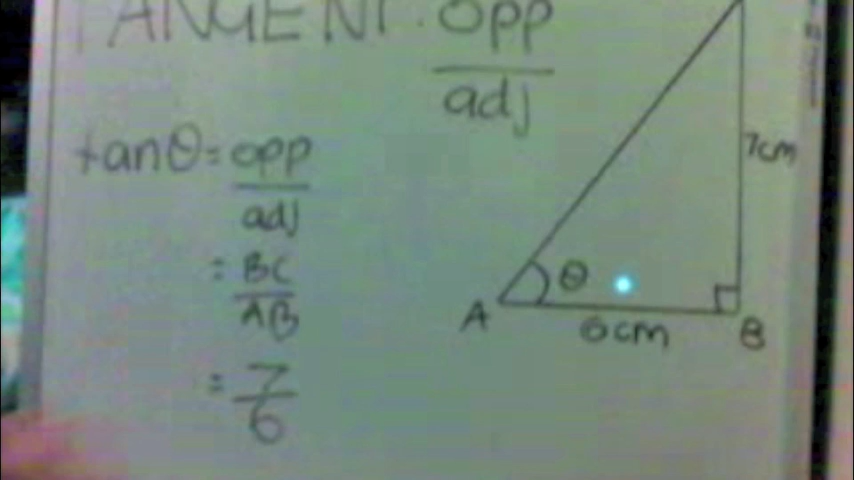 TANGENT: opp
adj
tanθ = opp
adj
= BC
AB
= 7
6
7cm
θ
A
6cm
B